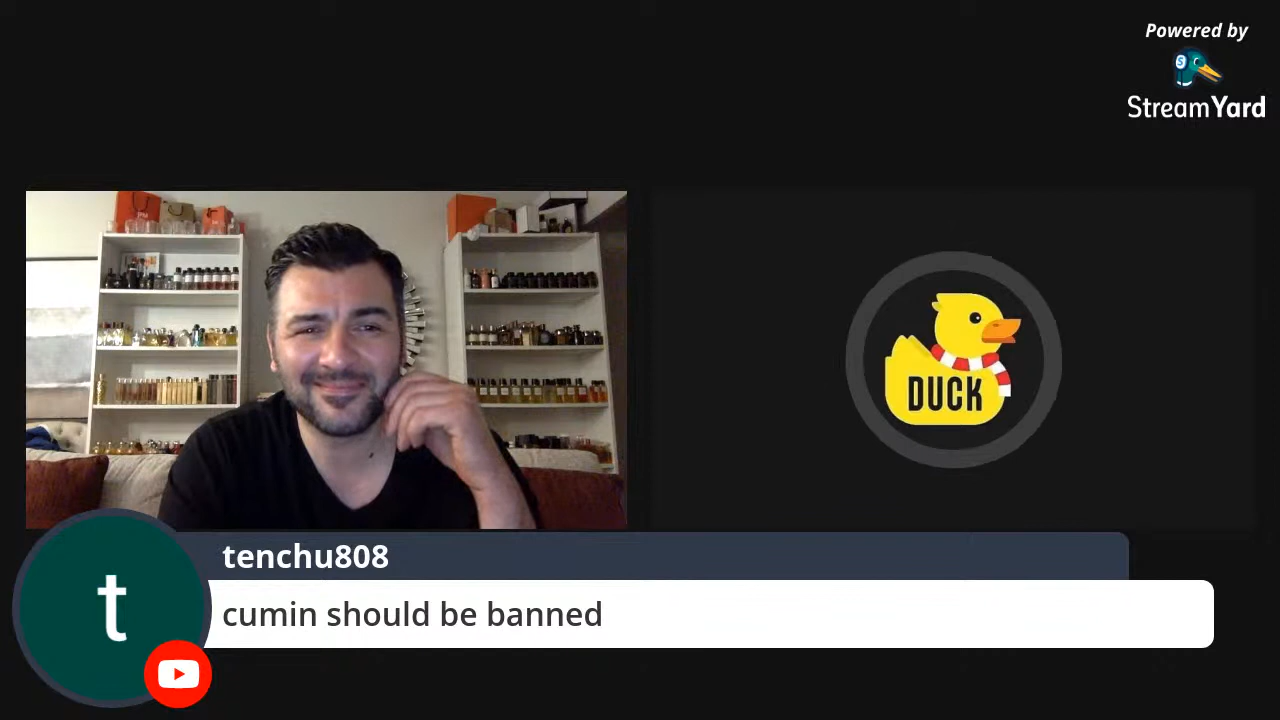 Powered by
StreamYard
DUCK
tenchu808
t
cumin should be banned